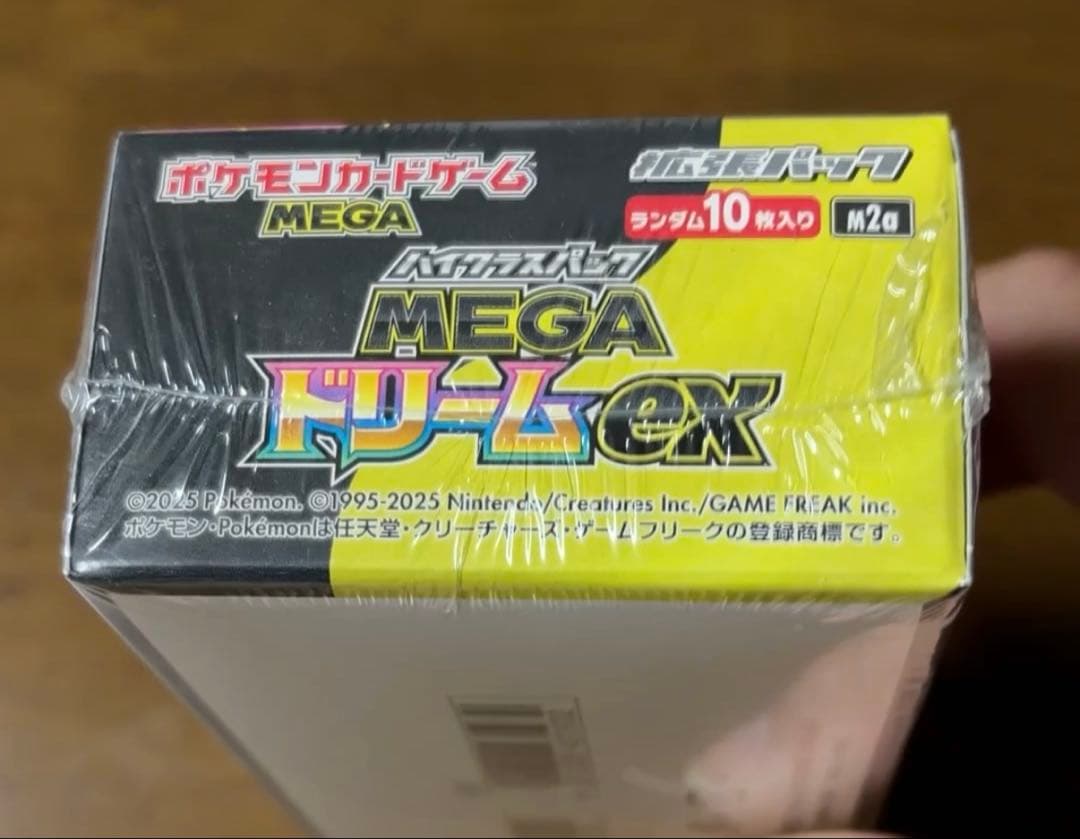 ポケモンカードゲーム
MEGA
拡張パック
ランダム10枚入り
M2a
ハイクラスパック
MEGA
ドリームex
©2025 Pokémon. ©1995-2025 Nintendo/Creatures Inc./GAME FREAK inc.
ポケモン・Pokémonは任天堂・クリーチャーズ・ゲームフリークの登録商標です。